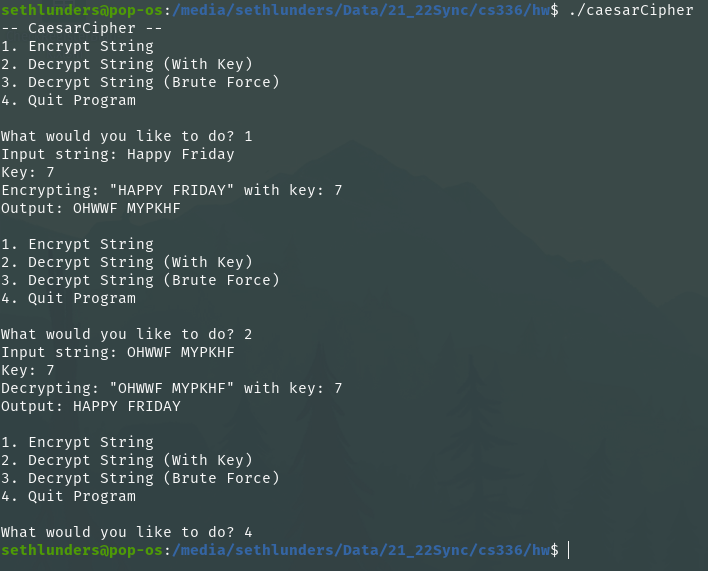 sethlunders@pop-os:/media/sethlunders/Data/21_22Sync/cs336/hw$ ./caesarCipher
-- CaesarCipher --
1. Encrypt String
2. Decrypt String (With Key)
3. Decrypt String (Brute Force)
4. Quit Program
What would you like to do? 1
Input string: Happy Friday
Key: 7
Encrypting: "HAPPY FRIDAY" with key: 7
Output: OHWWF MYPKHF
1. Encrypt String
2. Decrypt String (With Key)
3. Decrypt String (Brute Force)
4. Quit Program
What would you like to do? 2
Input string: OHWWF MYPKHF
Key: 7
Decrypting: "OHWWF MYPKHF" with key: 7
Output: HAPPY FRIDAY
1. Encrypt String
2. Decrypt String (With Key)
3. Decrypt String (Brute Force)
4. Quit Program
What would you like to do? 4
sethlunders@pop-os:/media/sethlunders/Data/21_22Sync/cs336/hw$